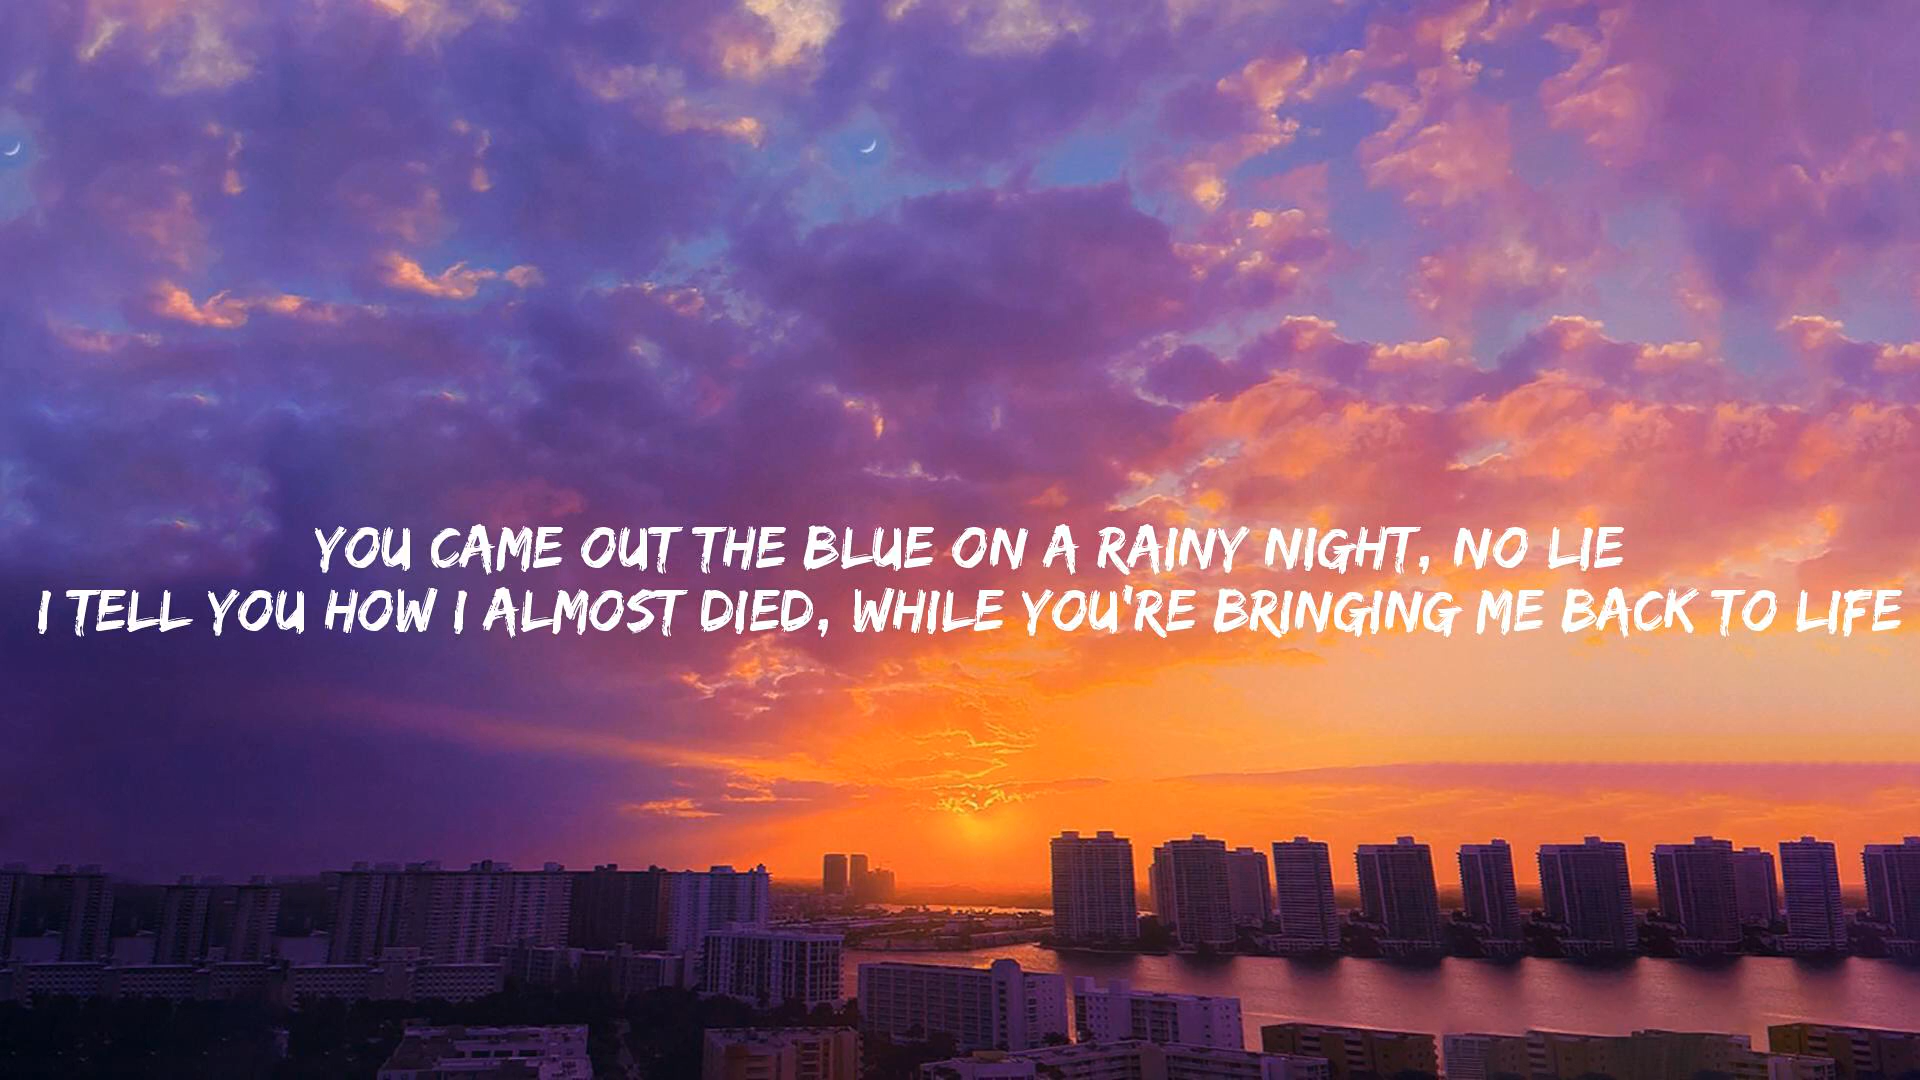 YOU CAME OUT THE BLUE ON A RAINY NIGHT, NO LIE
I TELL YOU HOW I ALMOST DIED, WHILE YOU'RE BRINGING ME BACK TO LIFE